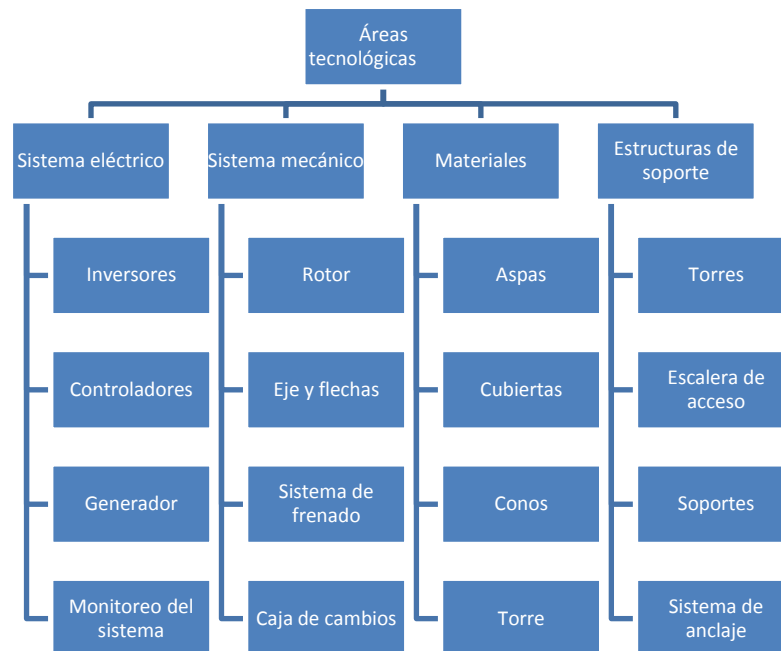 Áreas
tecnológicas
Sistema eléctrico
Inversores
Controladores
Generador
Monitoreo del
sistema
Sistema mecánico
Rotor
Eje y flechas
Sistema de
frenado
Caja de cambios
Materiales
Aspas
Cubiertas
Conos
Torre
Estructuras de
soporte
Torres
Escalera de
acceso
Soportes
Sistema de
anclaje